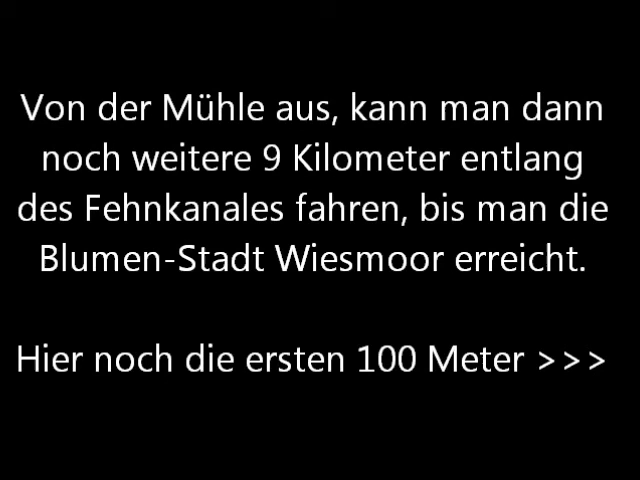 Von der Mühle aus, kann man dann
noch weitere 9 Kilometer entlang
des Fehnkanales fahren, bis man die
Blumen-Stadt Wiesmoor erreicht.
Hier noch die ersten 100 Meter >>>